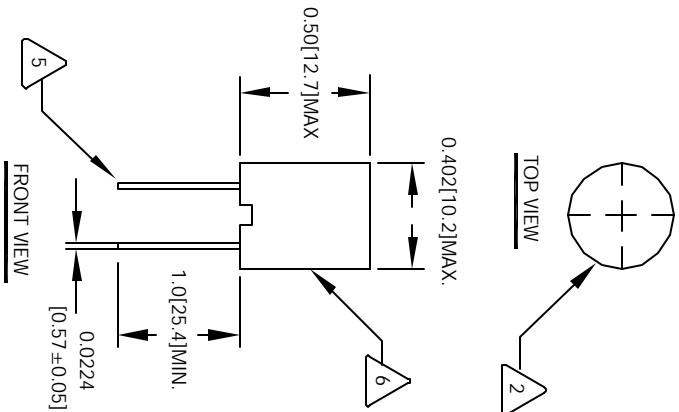 TOP VIEW
2
0.402[10.2]MAX.
0.50[12.7]MAX
6
5
1.0[25.4]MIN.
0.0224
[0.57±0.05]
FRONT VIEW